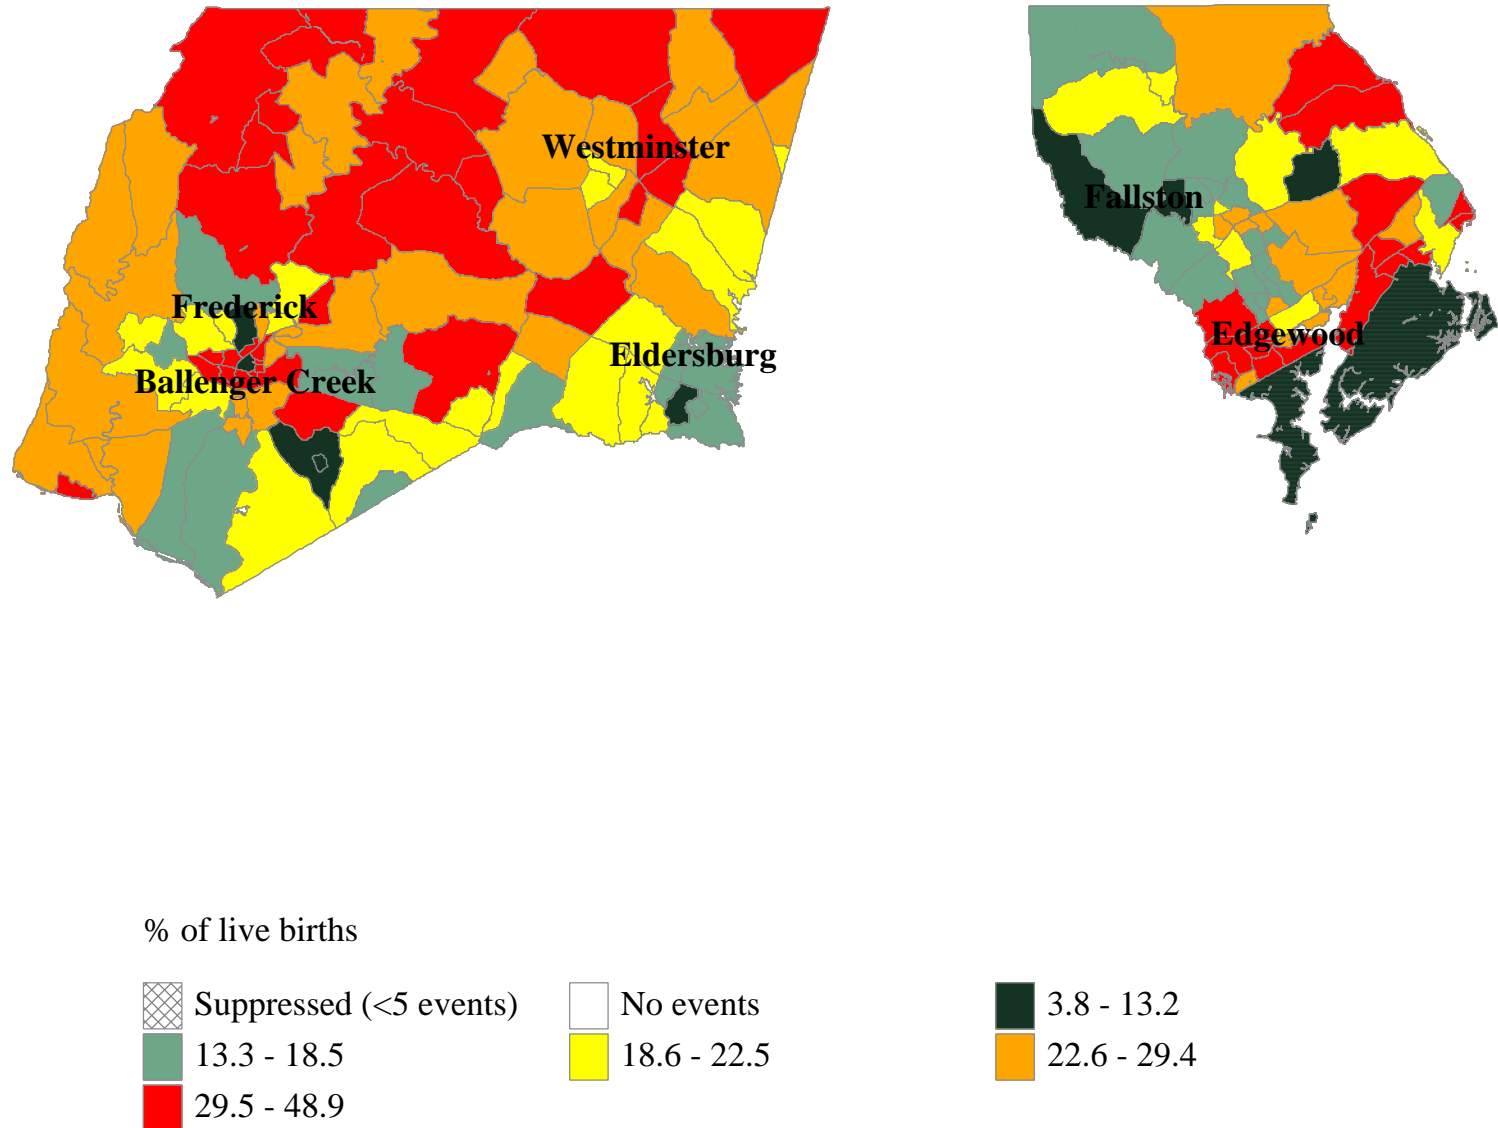 Westminster
Fallston
Frederick
Edgewood
Eldersburg
Ballenger Creek
% of live births
Suppressed (<5 events)
No events
3.8 - 13.2
13.3 - 18.5
18.6 - 22.5
22.6 - 29.4
29.5 - 48.9